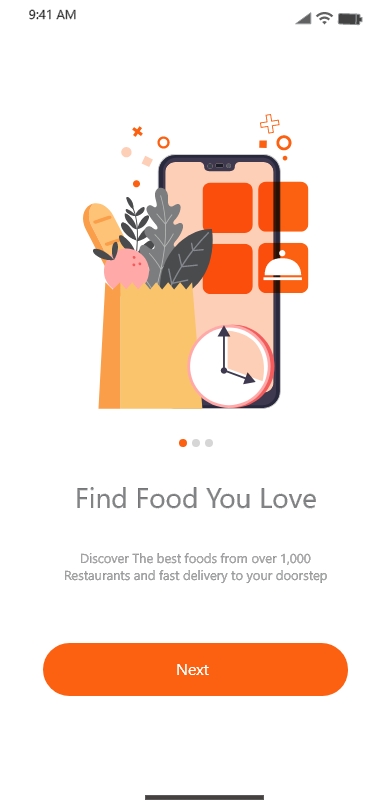 9:41 AM
Find Food You Love
Discover The best foods from over 1,000
Restaurants and fast delivery to your doorstep
Next